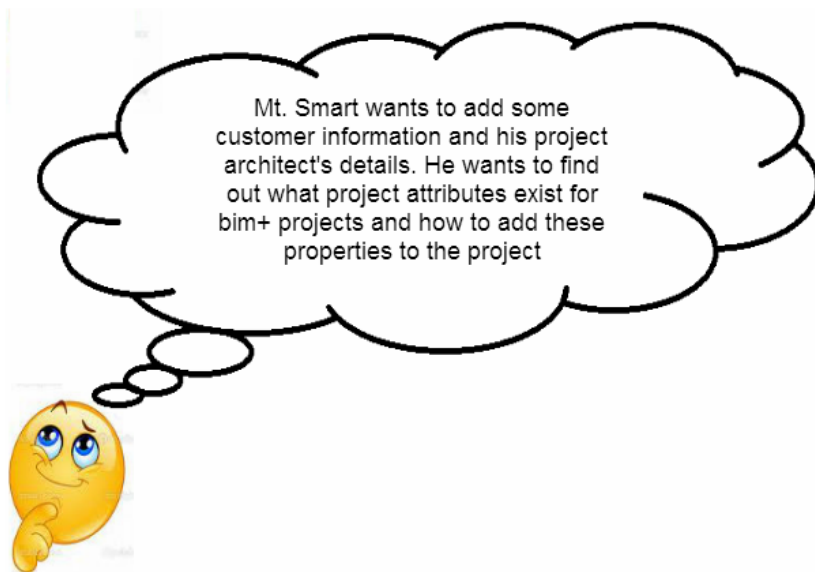 Mt. Smart wants to add some
customer information and his project
architect's details. He wants to find
out what project attributes exist for
bim+ projects and how to add these
properties to the project